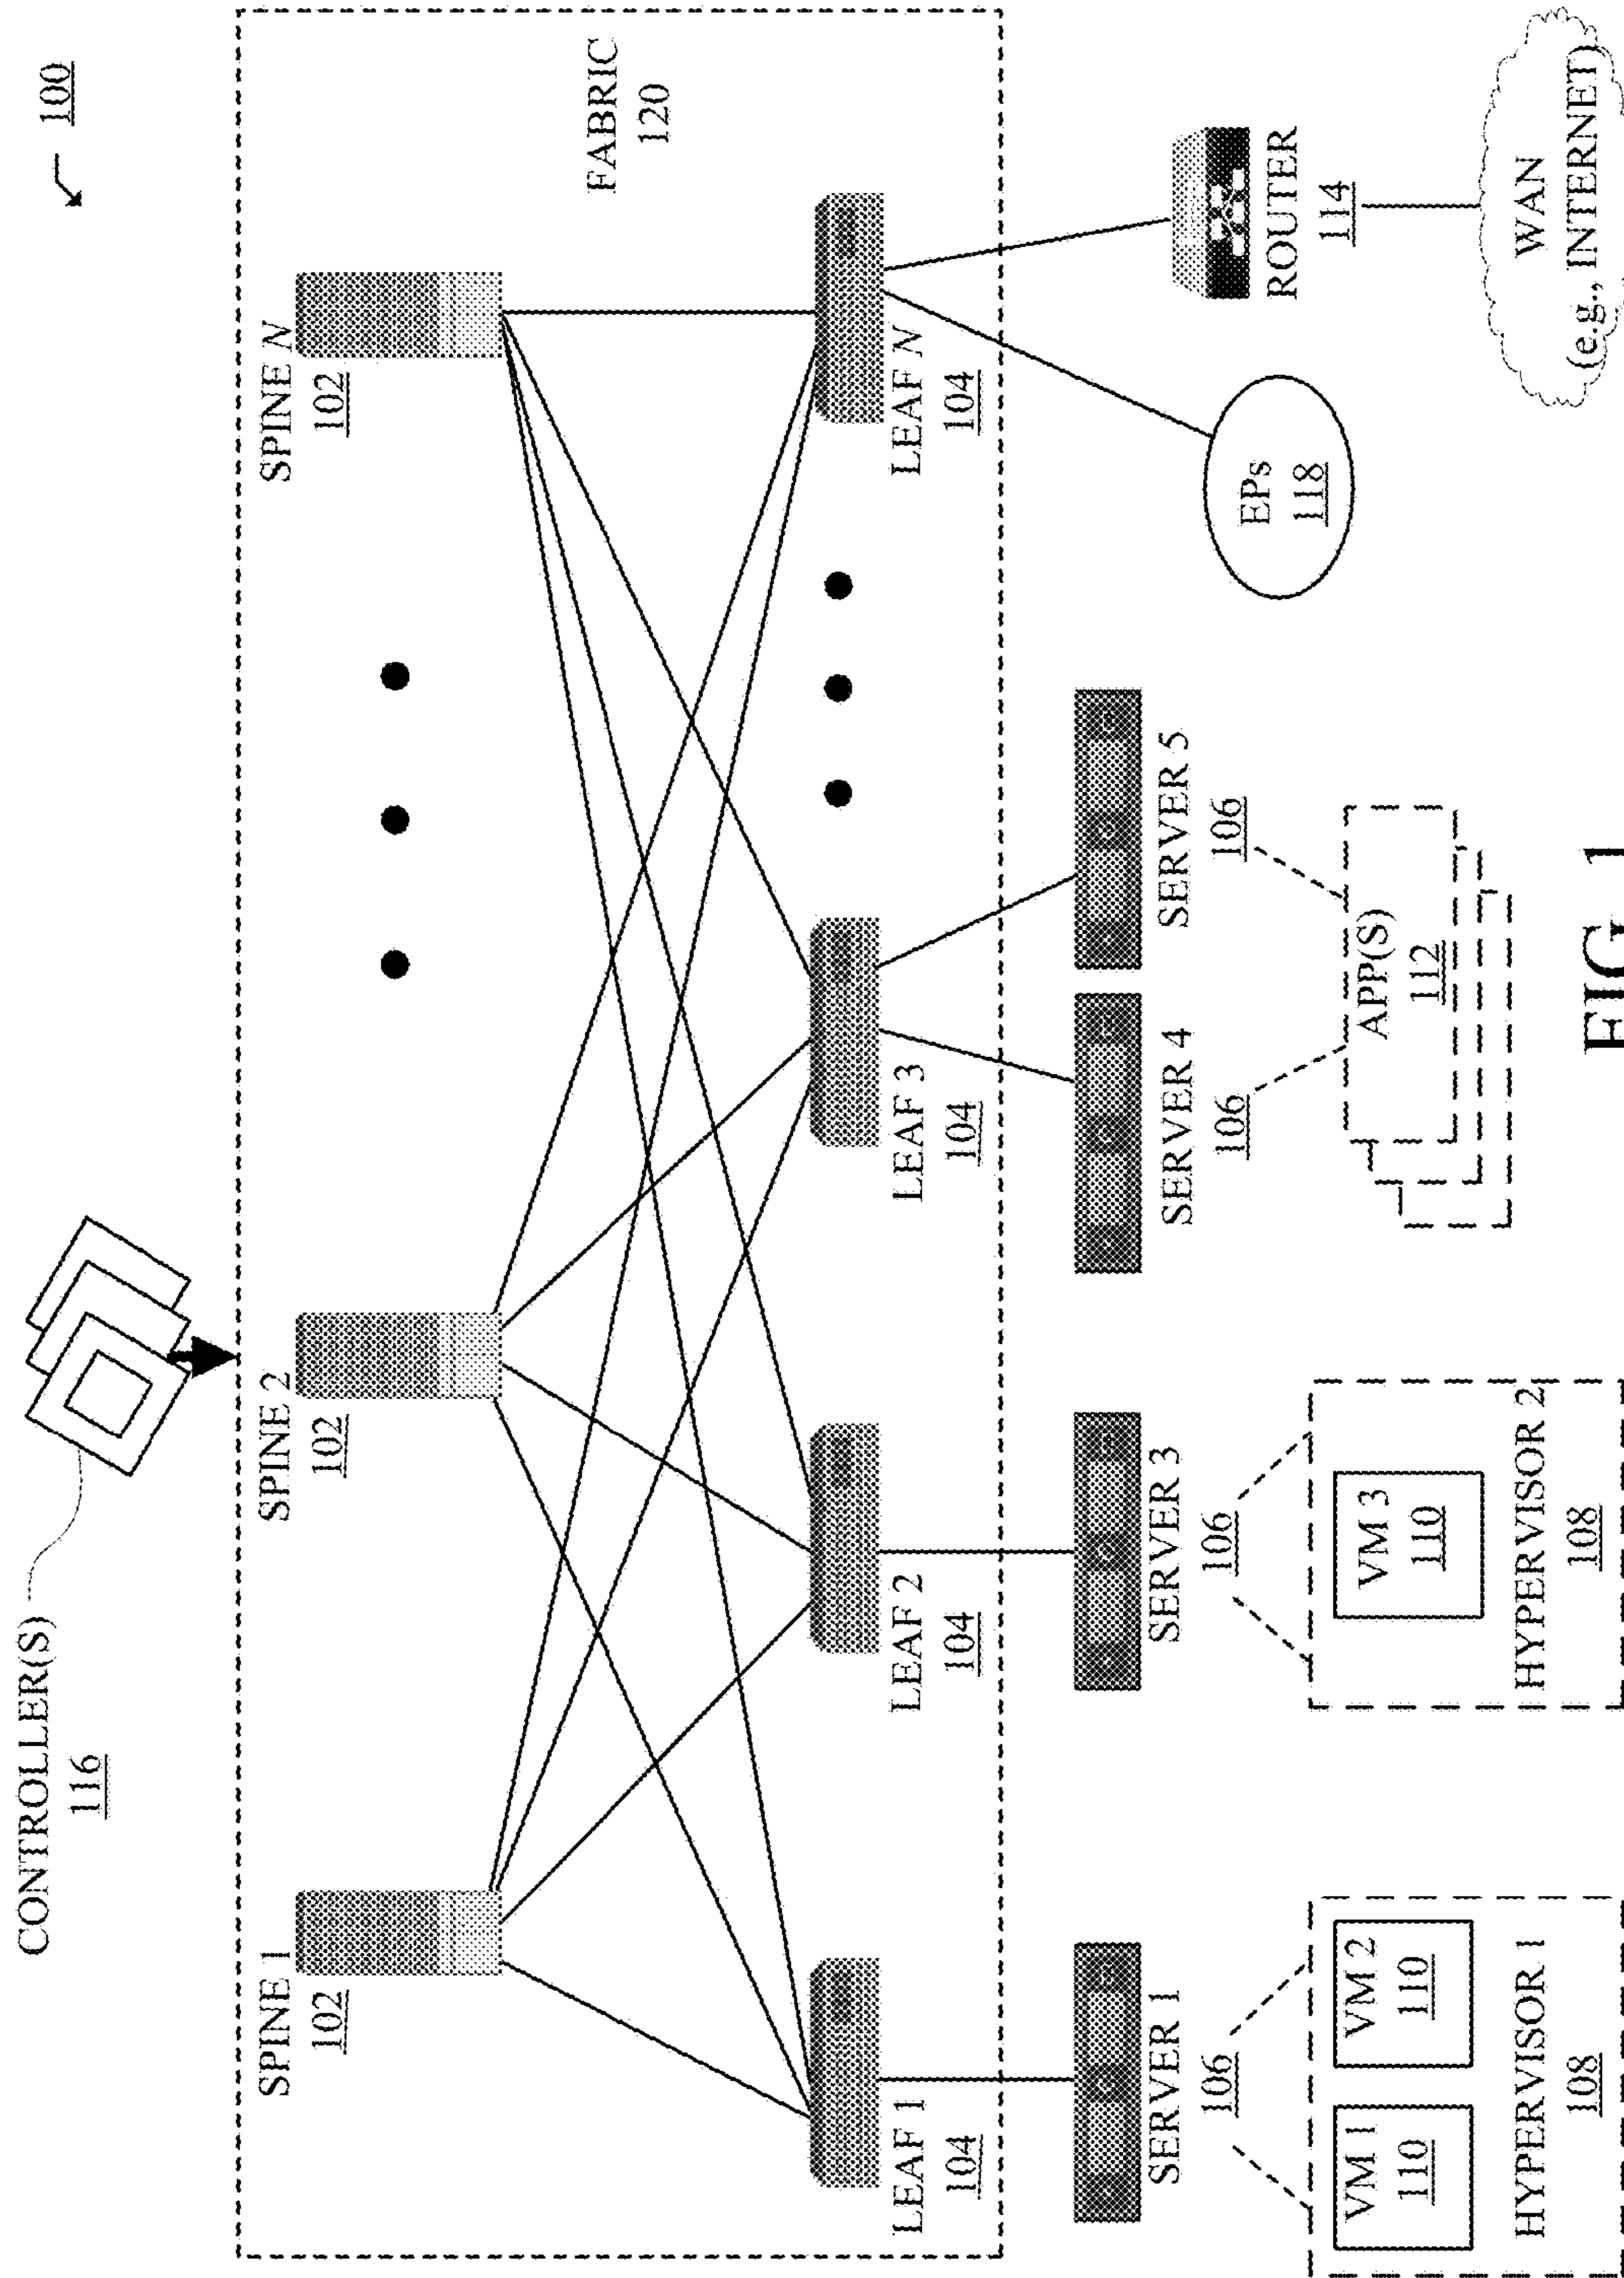 100
CONTROLLER(S)
116
SPINE 1
102
SPINE 2
102
SPINE N
102
FABRIC
120
LEAF 1
104
LEAF 2
104
LEAF 3
104
LEAF N
104
SERVER 1
106
SERVER 3
106
SERVER 4
106
SERVER 5
106
EPs
118
ROUTER
114
VM 1
110
VM 2
110
HYPERVISOR 1
108
VM 3
110
HYPERVISOR 2
108
APP(S)
112
WAN
(e.g., INTERNET)
FIG. 1